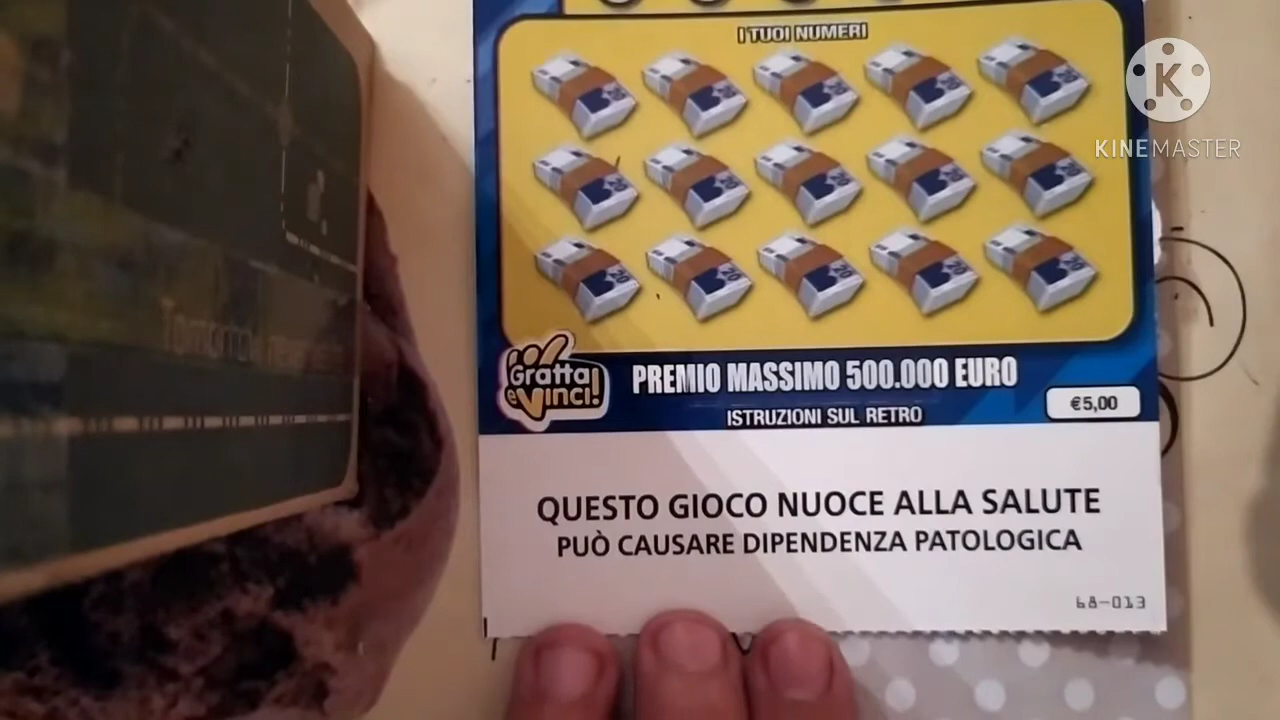 I TUOI NUMERI
KINEMASTER
Gratta
e Vinci!
PREMIO MASSIMO 500.000 EURO
ISTRUZIONI SUL RETRO
€5,00
QUESTO GIOCO NUOCE ALLA SALUTE
PUÒ CAUSARE DIPENDENZA PATOLOGICA
68-013